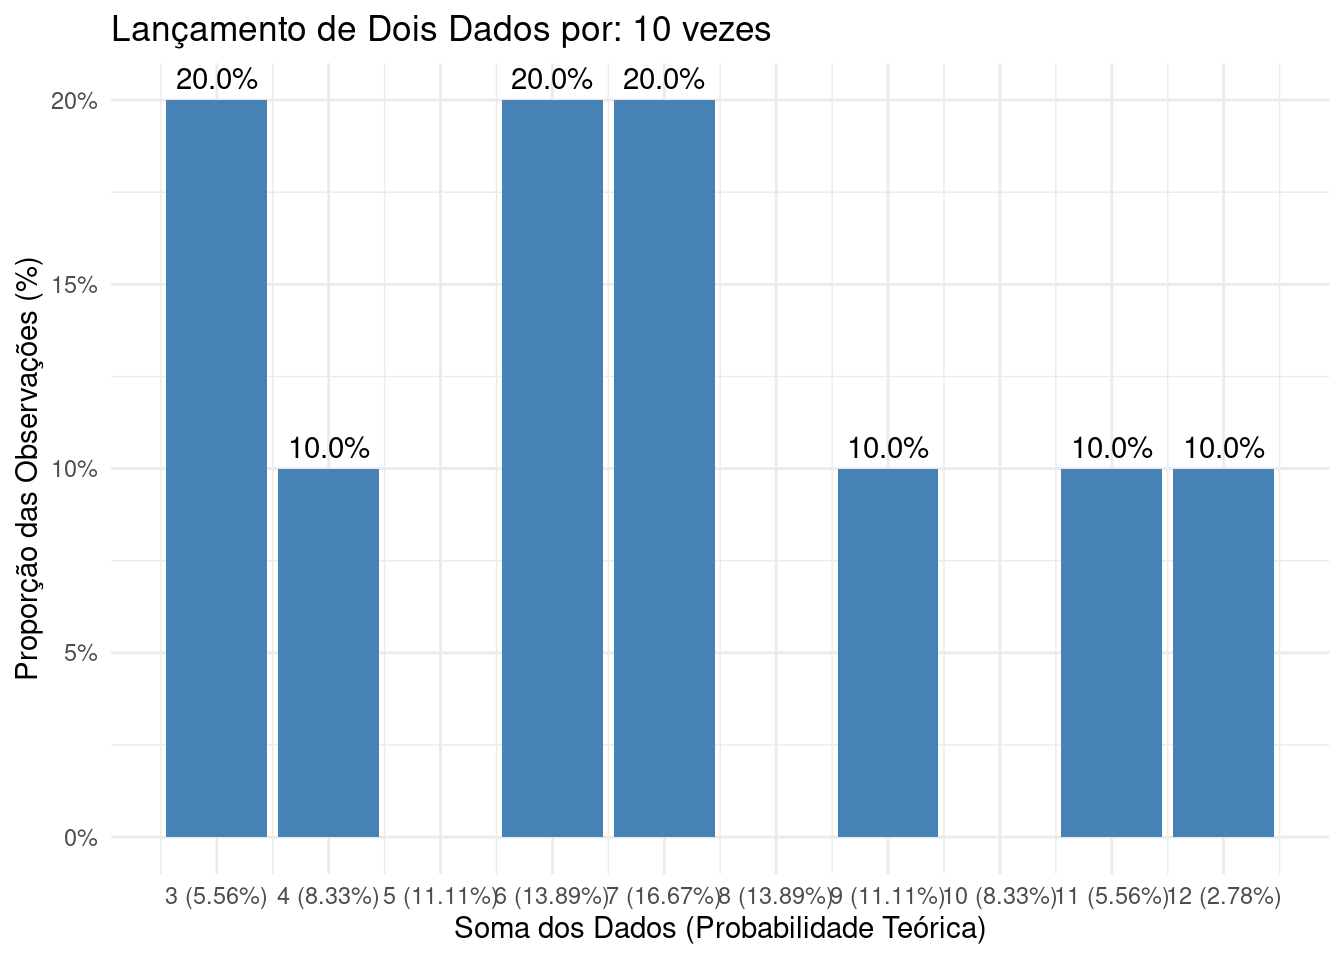 Lançamento de Dois Dados por: 10 vezes
20.0% 20.0% 20.0%
20%
Proporção das Observações (%)
15%
10.0% 10.0% 10.0% 10.0%
10%
5%
0%
3 (5.56%) 4 (8.33%) 5 (11.11%) 6 (13.89%) 7 (16.67%) 8 (13.89%) 9 (11.11%) 10 (8.33%) 11 (5.56%) 12 (2.78%)
Soma dos Dados (Probabilidade Teórica)